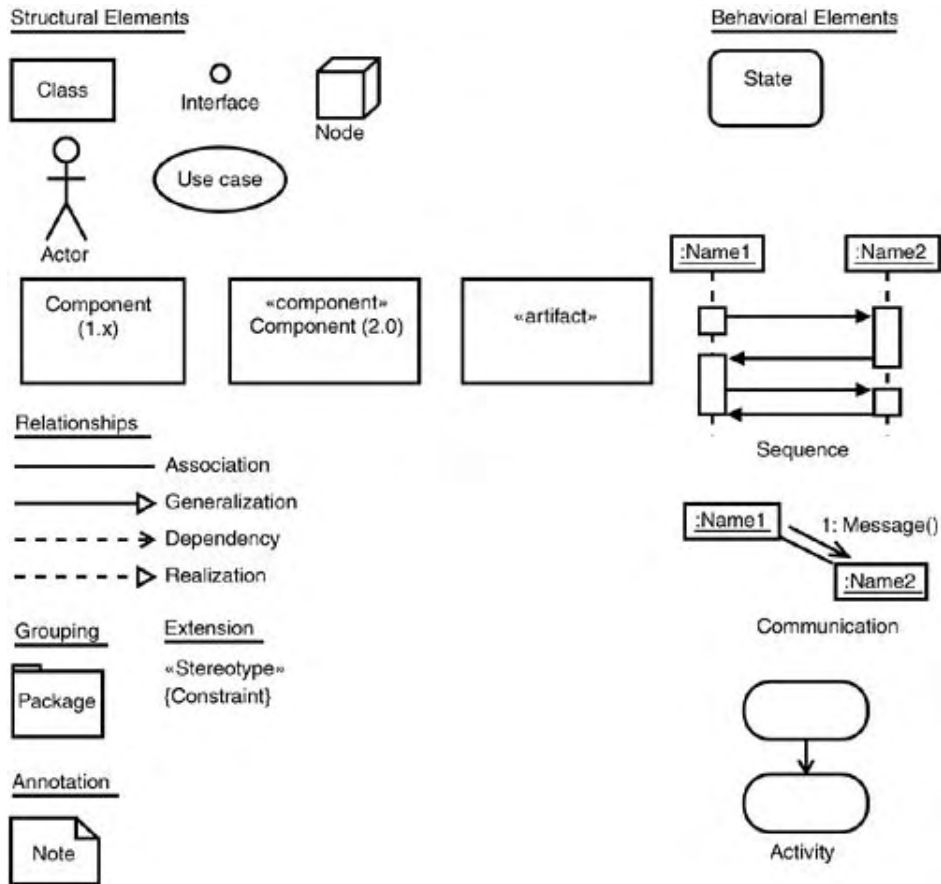 Structural Elements
Behavioral Elements
Class
Interface
Node
State
Actor
Use case
Component
(1.x)
«component»
Component (2.0)
«artifact»
:Name1
:Name2
Sequence
Relationships
Association
Generalization
Dependency
Realization
:Name1
1: Message()
:Name2
Communication
Grouping
Package
Extension
«Stereotype»
{Constraint}
Annotation
Note
Activity